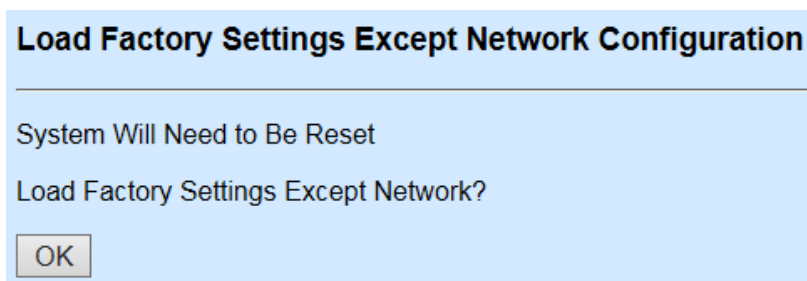 Load Factory Settings Except Network Configuration
System Will Need to Be Reset
Load Factory Settings Except Network?
OK